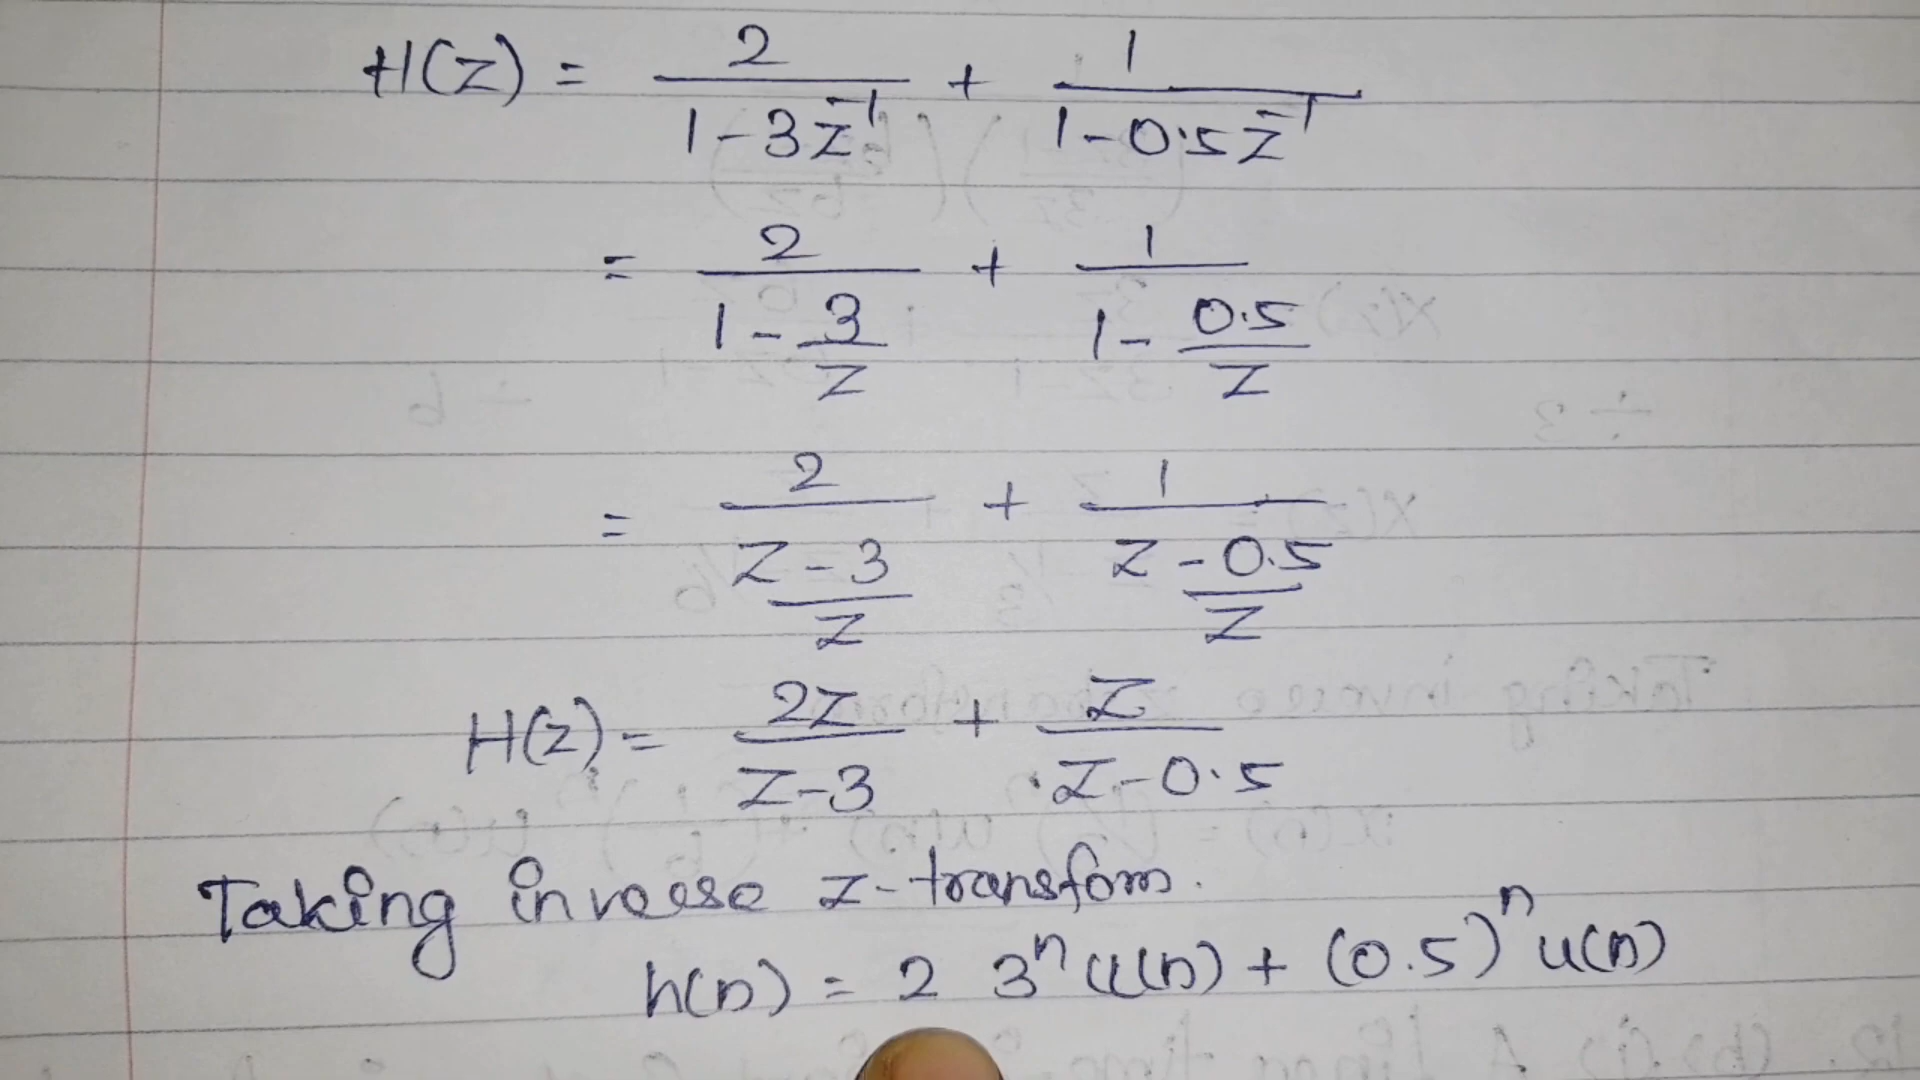 H(Z) = 2 / (1-3z⁻¹) + 1 / (1-0.5z⁻¹)
= 2 / (1 - 3/z) + 1 / (1 - 0.5/z)
= 2 / ((z-3)/z) + 1 / ((z-0.5)/z)
H(z) = 2z / (z-3) + z / (z-0.5)
Taking inverse z-transform.
h(n) = 2 3ⁿ u(n) + (0.5)ⁿ u(n)